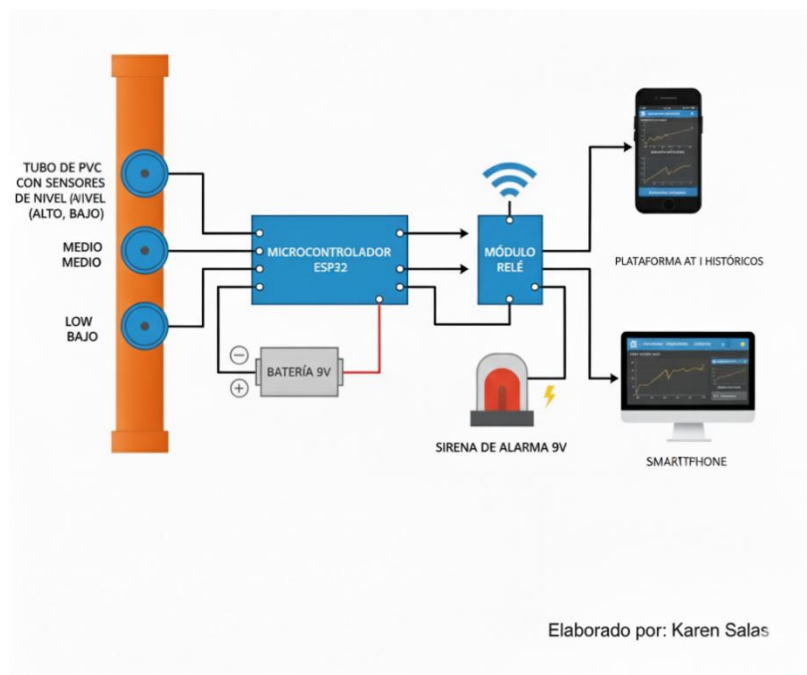 TUBO DE PVC
CON SENSORES
DE NIVEL (NIVEL
(ALTO, BAJO)
MEDIO
MEDIO
LOW
BAJO
MICROCONTROLADOR
ESP32
BATERÍA 9V
MÓDULO
RELÉ
SIRENA DE ALARMA 9V
PLATAFORMA AT I HISTÓRICOS
SMARTTFHONE
Elaborado por: Karen Salas